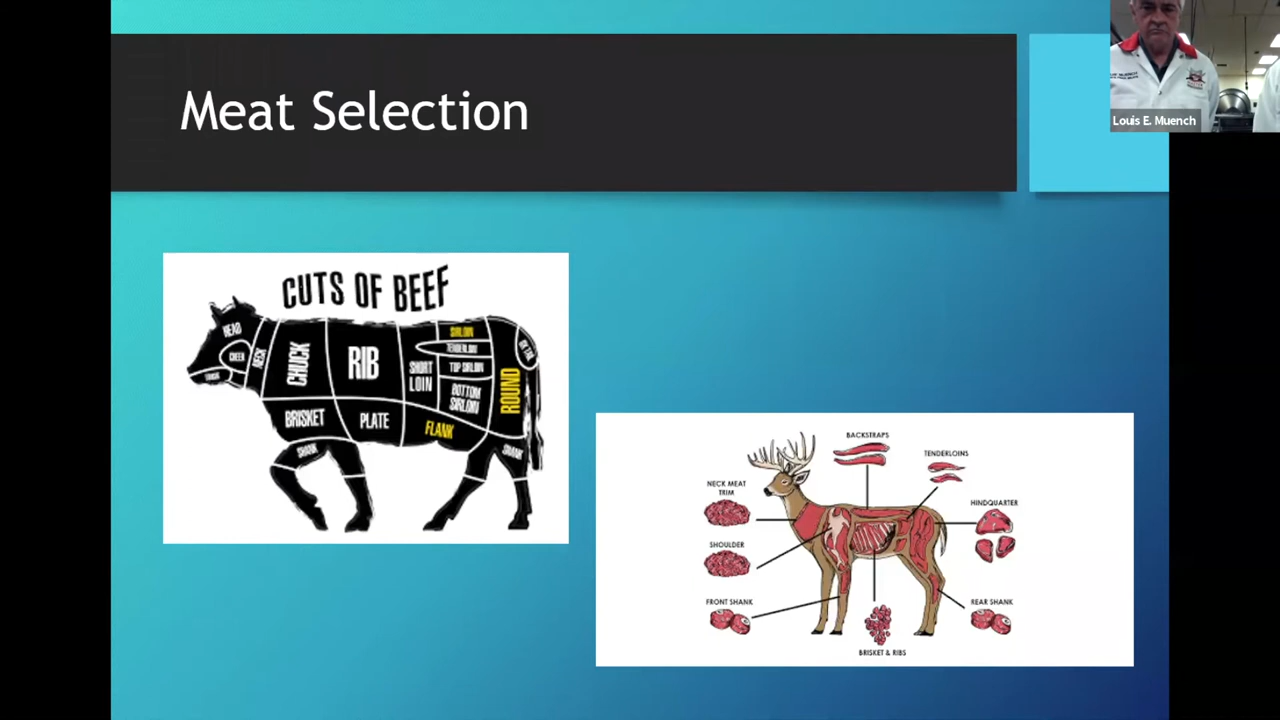 Meat Selection
Louis E. Muench
CUTS OF BEEF
HEAD
CHEEK
NECK
CHUCK
RIB
SHORT
LOIN
SIRLOIN
TENDERLOIN
TOP SIRLOIN
BOTTOM
SIRLOIN
ROUND
BRISKET
PLATE
FLANK
SHANK
SHANK
BACKSTRAPS
TENDERLOINS
NECK MEAT
TRIM
HINDQUARTER
SHOULDER
FRONT SHANK
REAR SHANK
BRISKET & RIBS